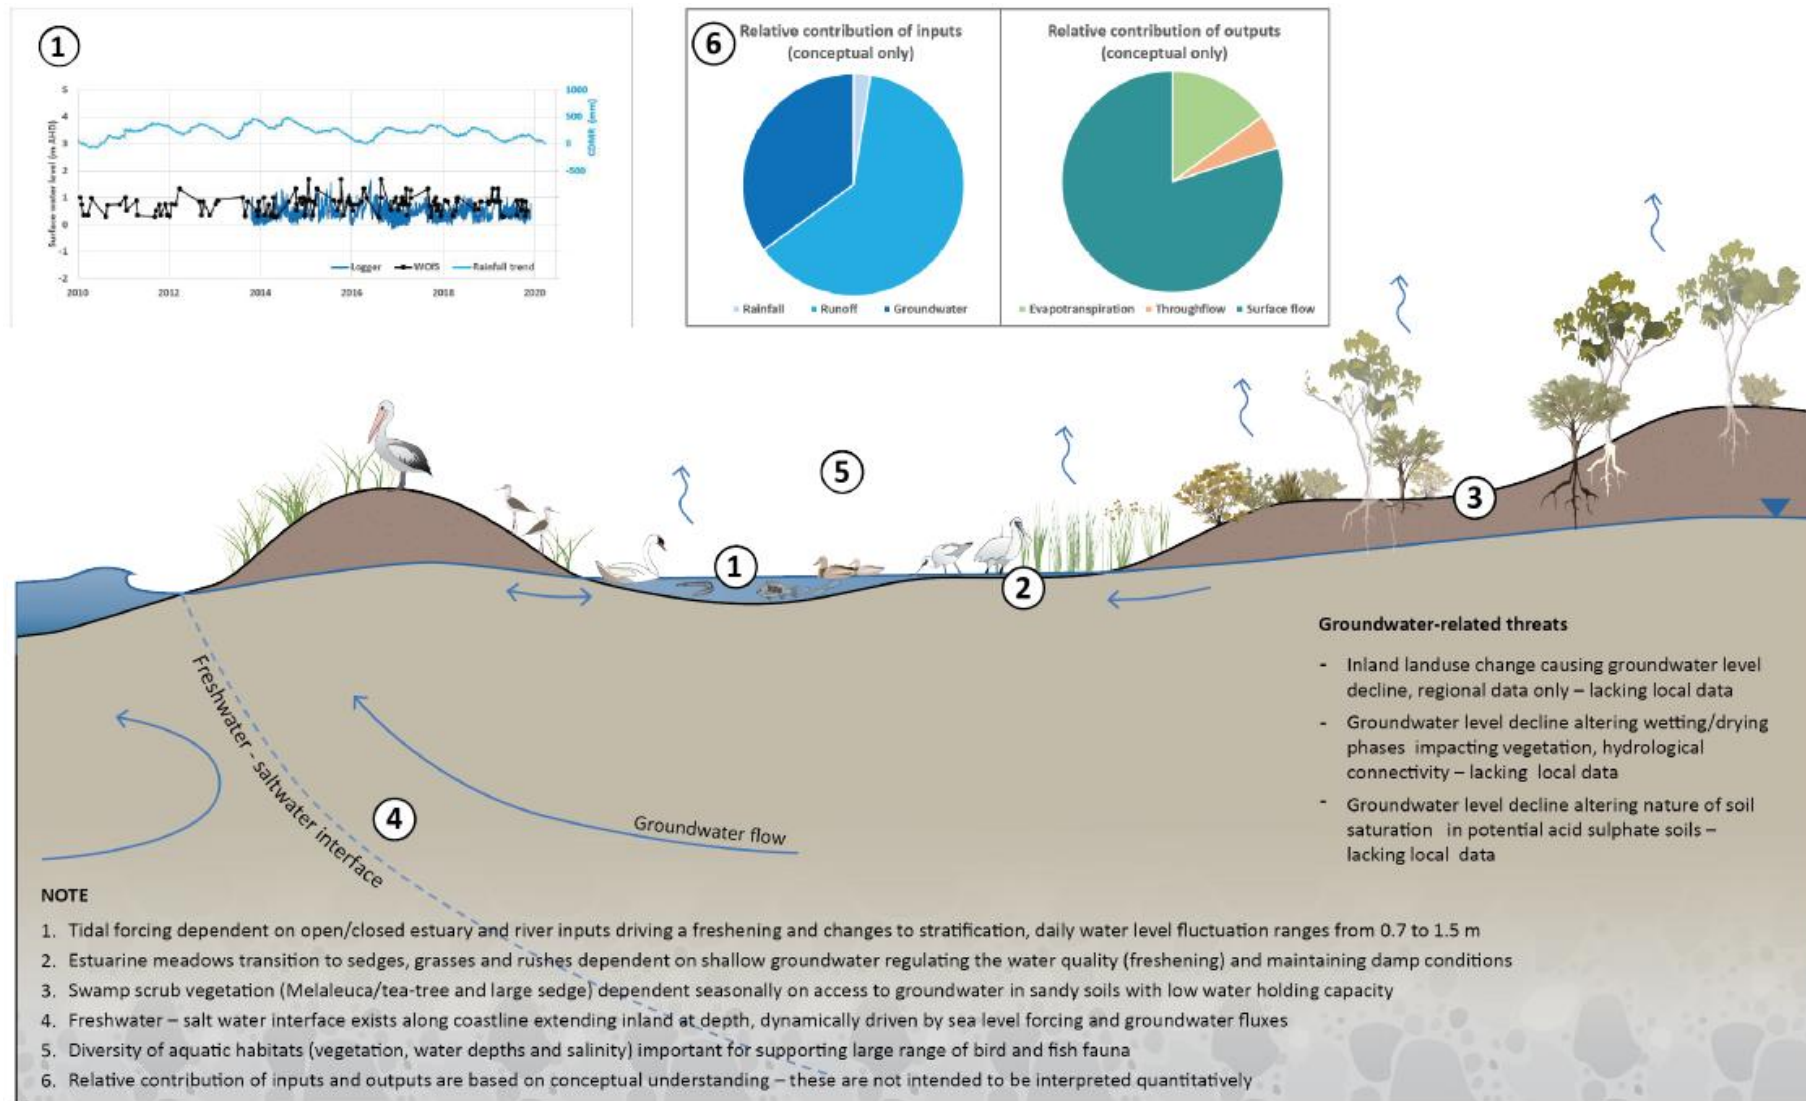 1
5
4
3
2
1
0
-1
-2
Surface water level (m AHD)
1000
500
0
-500
CDMR (mm)
Logger WOfS Rainfall trend
2010 2012 2014 2016 2018 2020
6
Relative contribution of inputs
(conceptual only)
Rainfall Runoff Groundwater
Relative contribution of outputs
(conceptual only)
Evapotranspiration Throughflow Surface flow
5
3
1
2
Freshwater - saltwater interface
4
Groundwater flow
Groundwater-related threats
- Inland landuse change causing groundwater level
decline, regional data only – lacking local data
- Groundwater level decline altering wetting/drying
phases impacting vegetation, hydrological
connectivity – lacking local data
- Groundwater level decline altering nature of soil
saturation in potential acid sulphate soils –
lacking local data
NOTE
1. Tidal forcing dependent on open/closed estuary and river inputs driving a freshening and changes to stratification, daily water level fluctuation ranges from 0.7 to 1.5 m
2. Estuarine meadows transition to sedges, grasses and rushes dependent on shallow groundwater regulating the water quality (freshening) and maintaining damp conditions
3. Swamp scrub vegetation (Melaleuca/tea-tree and large sedge) dependent seasonally on access to groundwater in sandy soils with low water holding capacity
4. Freshwater – salt water interface exists along coastline extending inland at depth, dynamically driven by sea level forcing and groundwater fluxes
5. Diversity of aquatic habitats (vegetation, water depths and salinity) important for supporting large range of bird and fish fauna
6. Relative contribution of inputs and outputs are based on conceptual understanding – these are not intended to be interpreted quantitatively